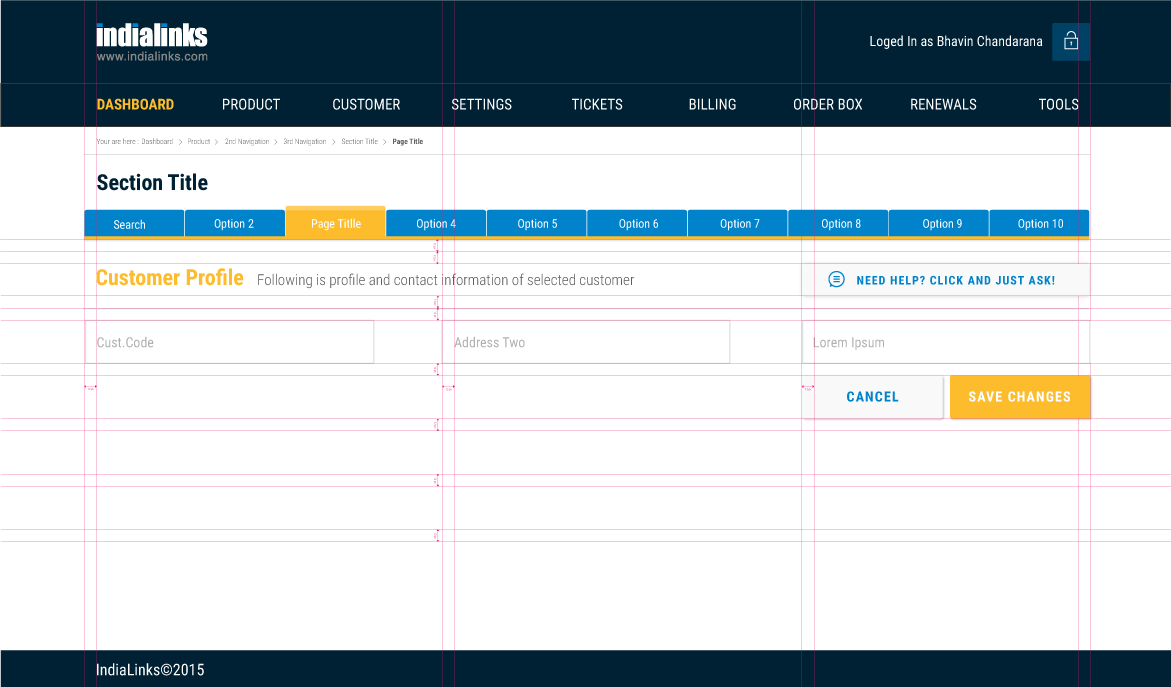 indialinks
www.indialinks.com
Loged In as Bhavin Chandarana
DASHBOARD PRODUCT CUSTOMER SETTINGS TICKETS BILLING ORDER BOX RENEWALS TOOLS
Your are here : Dashboard > Product > 2nd Navigation > 3rd Navigation > Section Title > Page Title
Section Title
Search Option 2 Page Titlle Option 4 Option 5 Option 6 Option 7 Option 8 Option 9 Option 10
Customer Profile Following is profile and contact information of selected customer NEED HELP? CLICK AND JUST ASK!
Cust.Code Address Two Lorem Ipsum
CANCEL SAVE CHANGES
IndiaLinks©2015